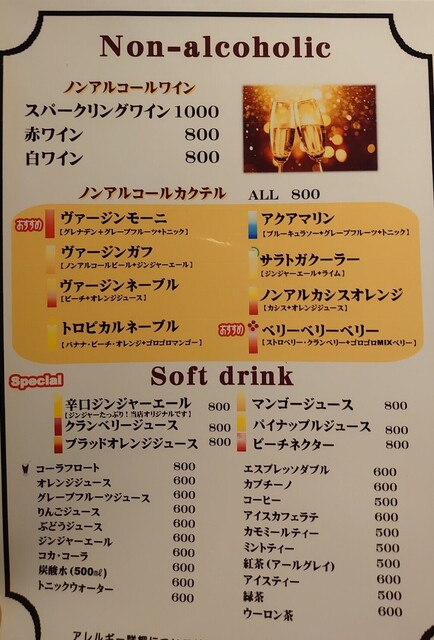 Non-alcoholic
ノンアルコールワイン
スパークリングワイン 1000
赤ワイン 800
白ワイン 800
ノンアルコールカクテル ALL 800
おすすめ ヴァージンモーニ
【グレナデン+グレープフルーツ+トニック】
ヴァージンガフ
【ノンアルコールビール+ジンジャーエール】
ヴァージンネーブル
【ピーチ+オレンジジュース】
トロピカルネーブル
【バナナ・ピーチ・オレンジ+ゴロゴロマンゴー】
アクアマリン
【ブルーキュラソー+グレープフルーツ+トニック】
サラトガクーラー
【ジンジャーエール+ライム】
ノンアルカシスオレンジ
【カシス+オレンジジュース】
おすすめ ベリーベリーベリー
【ストロベリー・クランベリー+ゴロゴロMIXベリー】
Soft drink
Special
辛口ジンジャーエール 800
【ジンジャーたっぷり!当店オリジナルです】
クランベリージュース 800
ブラッドオレンジジュース 800
マンゴージュース 800
パイナップルジュース 800
ピーチネクター 800
コーラフロート 800
オレンジジュース 600
グレープフルーツジュース 600
りんごジュース 600
ぶどうジュース 600
ジンジャーエール 600
コカ・コーラ 600
炭酸水(500㎖) 600
トニックウォーター 600
エスプレッソダブル 600
カプチーノ 600
コーヒー 500
アイスカフェラテ 600
カモミールティー 500
ミントティー 500
紅茶(アールグレイ) 500
アイスティー 600
緑茶 500
ウーロン茶 600